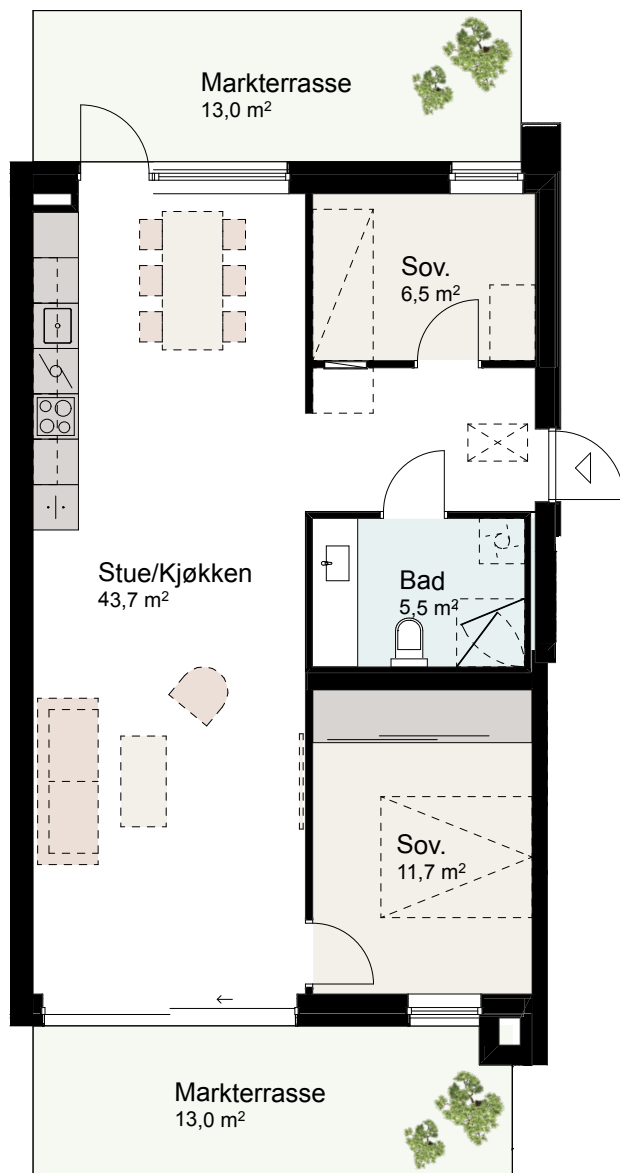 Markterrasse
13,0 m²
Sov.
6,5 m²
Stue/Kjøkken
43,7 m²
Bad
5,5 m²
Sov.
11,7 m²
Markterrasse
13,0 m²